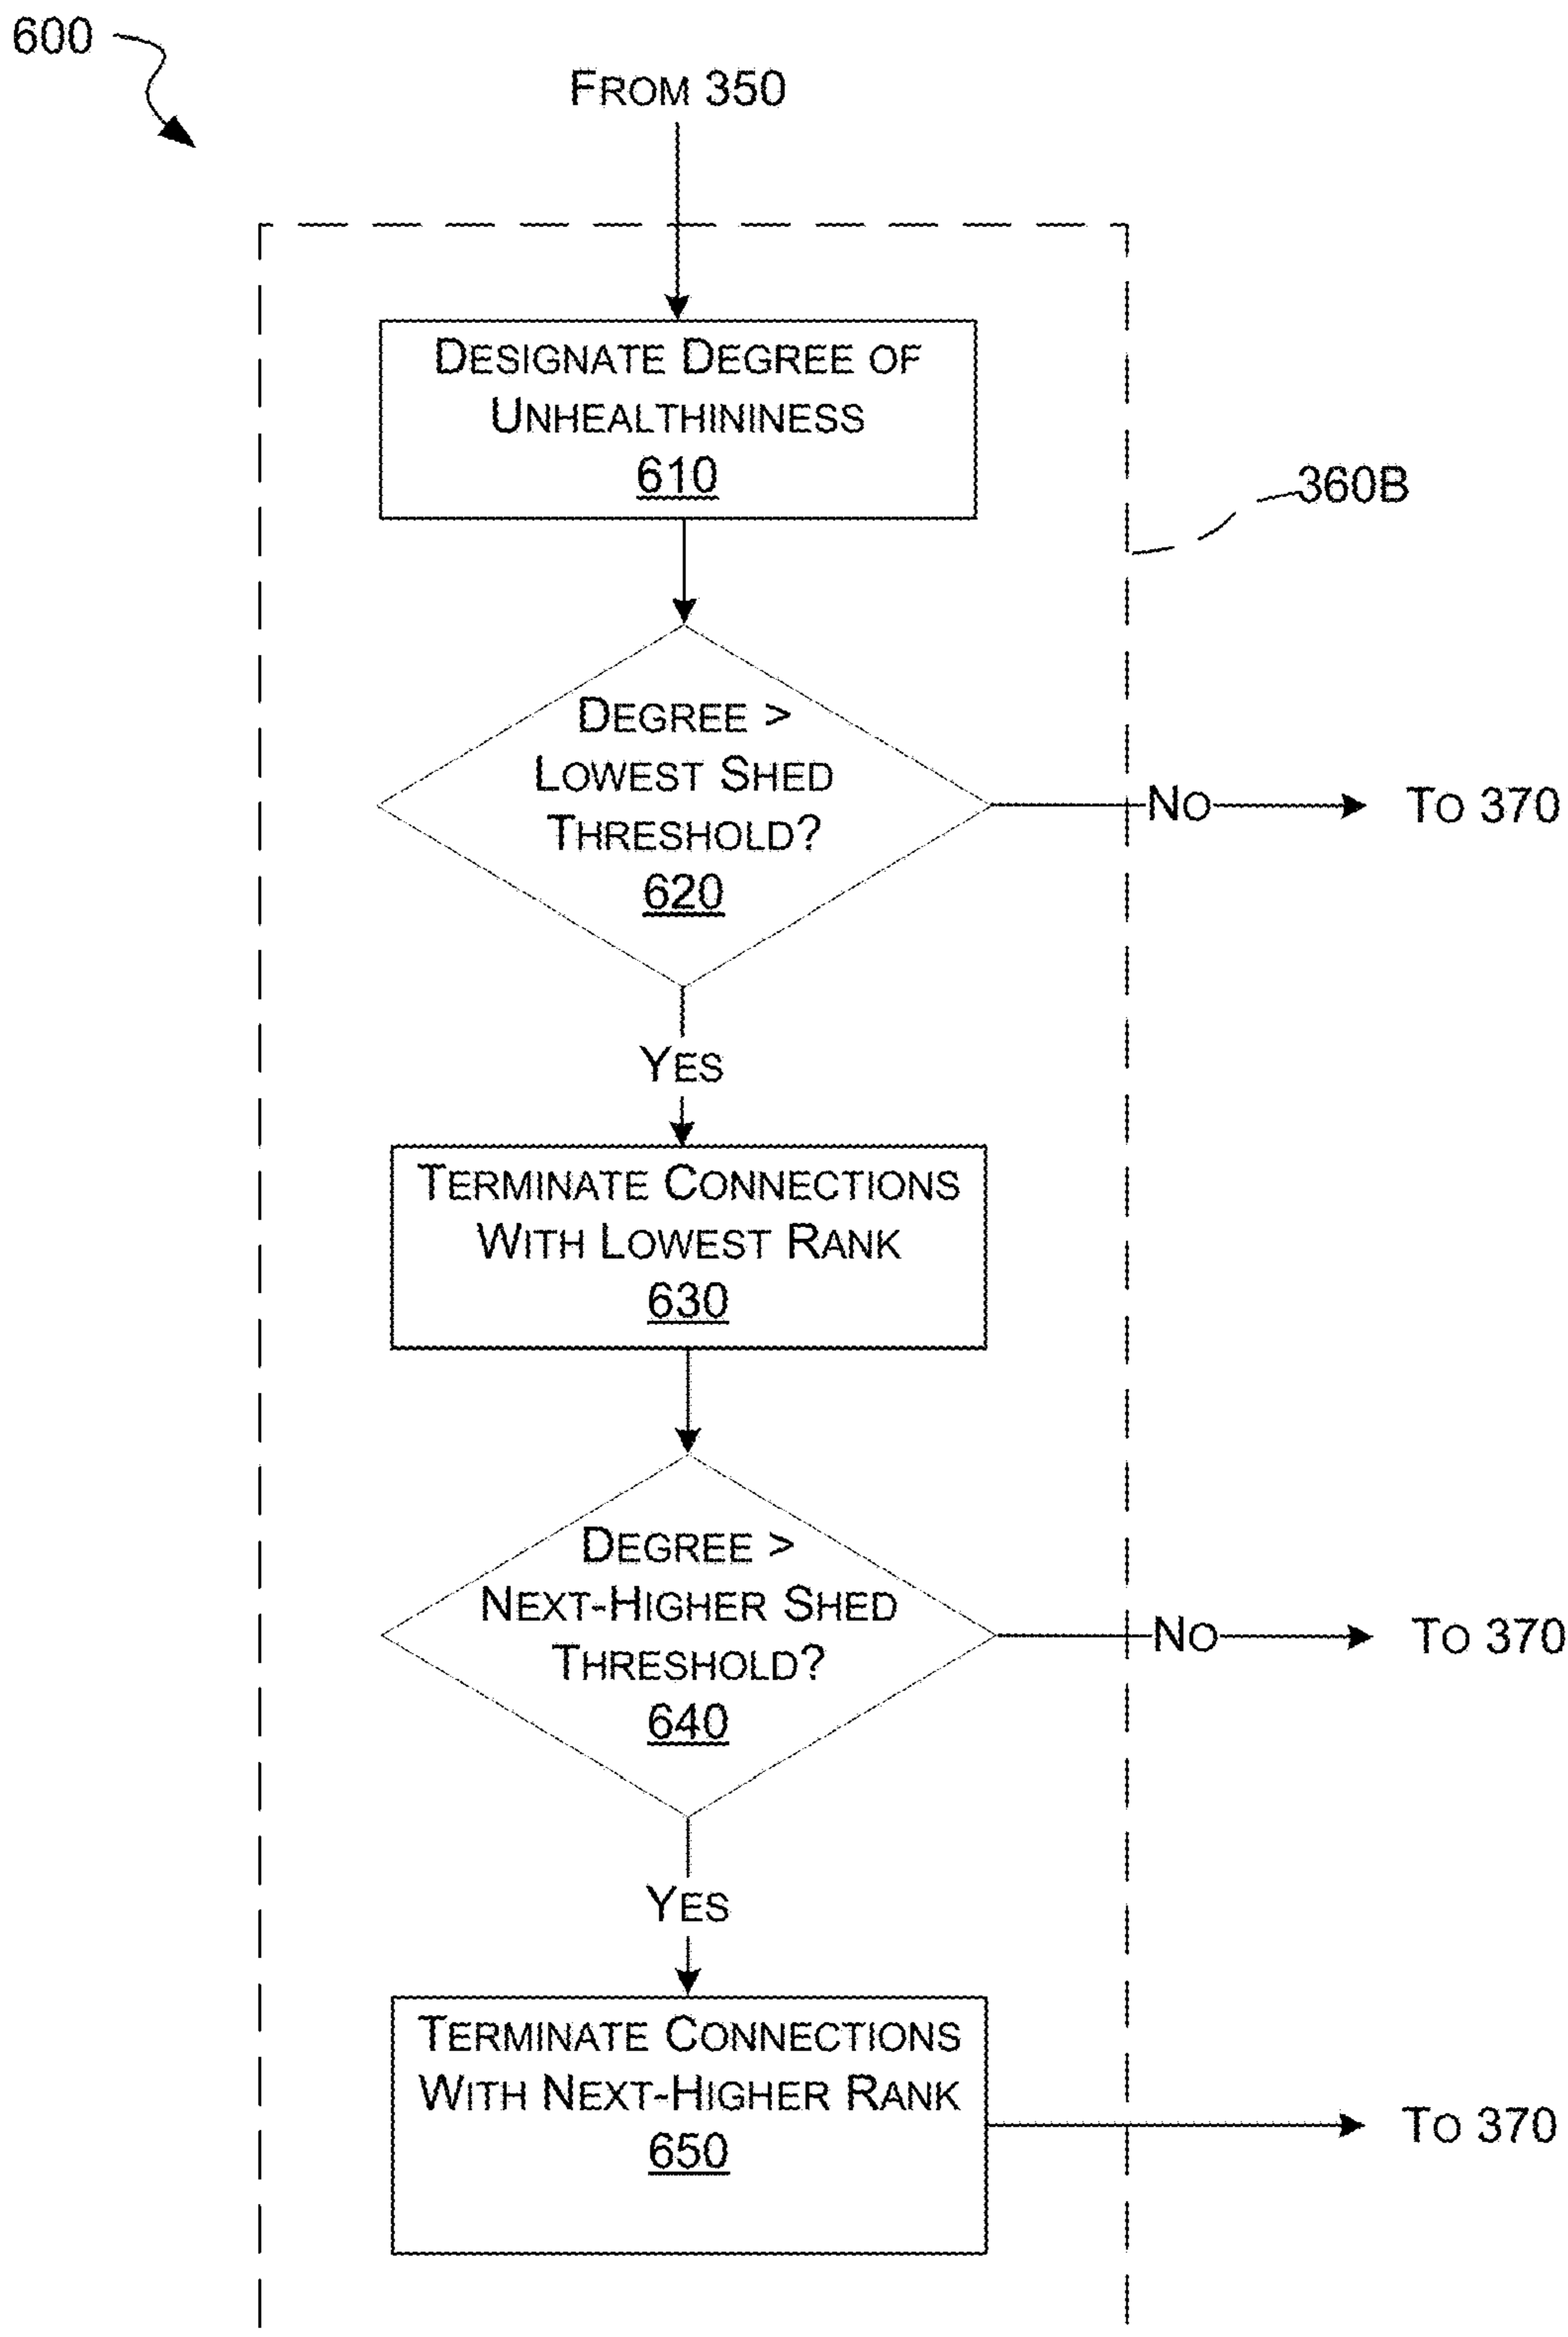 600
FROM 350
DESIGNATE DEGREE OF
UNHEALTHININESS
610
360B
DEGREE >
LOWEST SHED
THRESHOLD?
620
NO
TO 370
YES
TERMINATE CONNECTIONS
WITH LOWEST RANK
630
DEGREE >
NEXT-HIGHER SHED
THRESHOLD?
640
NO
TO 370
YES
TERMINATE CONNECTIONS
WITH NEXT-HIGHER RANK
650
TO 370